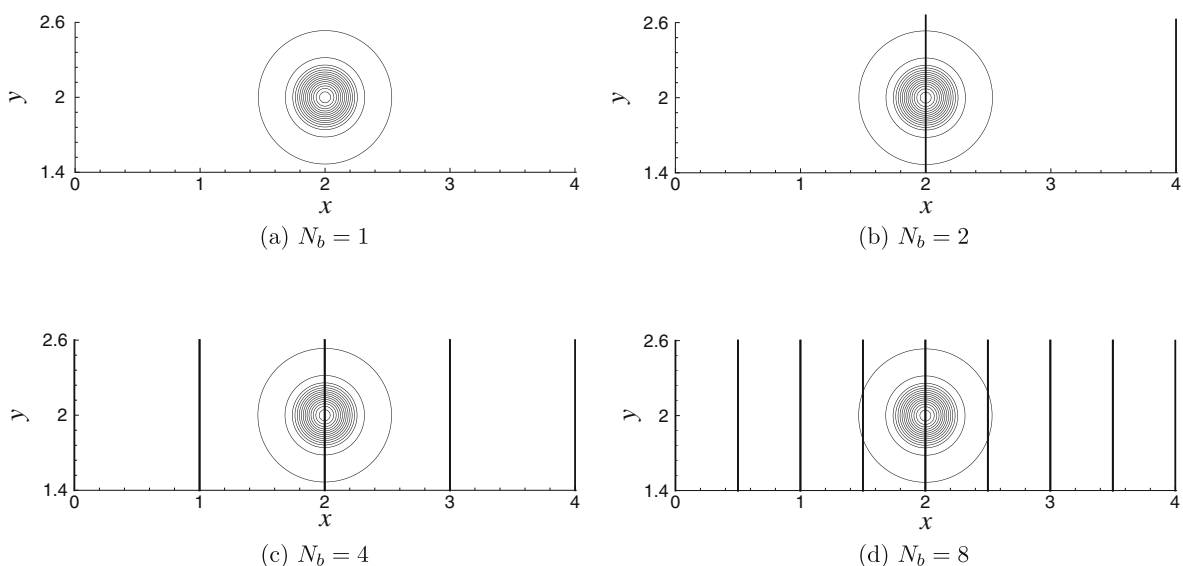 2.6
y
2
1.4
0 1 2 3 4
x
(a) N_b = 1
2.6
y
2
1.4
0 1 2 3 4
x
(b) N_b = 2
2.6
y
2
1.4
0 1 2 3 4
x
(c) N_b = 4
2.6
y
2
1.4
0 1 2 3 4
x
(d) N_b = 8